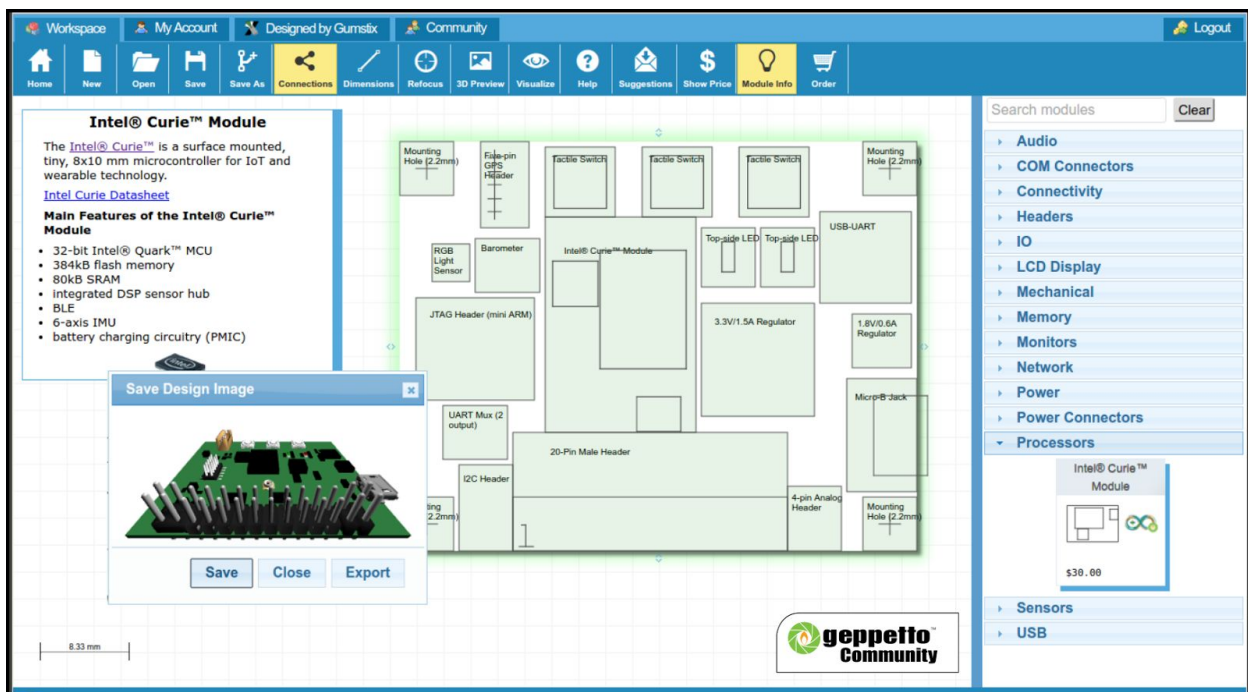 Workspace
My Account
Designed by Gumstix
Community
Logout
Home
New
Open
Save
Save As
Connections
Dimensions
Refocus
3D Preview
Visualize
Help
Suggestions
Show Price
Module Info
Order
Intel® Curie™ Module
The Intel® Curie™ is a surface mounted,
tiny, 8x10 mm microcontroller for IoT and
wearable technology.
Intel Curie Datasheet
Main Features of the Intel® Curie™
Module
• 32-bit Intel® Quark™ MCU
• 384kB flash memory
• 80kB SRAM
• integrated DSP sensor hub
• BLE
• 6-axis IMU
• battery charging circuitry (PMIC)
intel
Save Design Image
Save
Close
Export
Mounting
Hole (2.2mm)
Five-pin
GPS
Header
Tactile Switch
Tactile Switch
Tactile Switch
Mounting
Hole (2.2mm)
RGB
Light
Sensor
Barometer
Intel® Curie™ Module
Top-side LED
Top-side LED
USB-UART
JTAG Header (mini ARM)
3.3V/1.5A Regulator
1.8V/0.6A
Regulator
UART Mux (2
output)
Micro-B Jack
20-Pin Male Header
I2C Header
4-pin Analog
Header
ting
2.2mm)
1
Mounting
Hole (2.2mm)
8.33 mm
geppetto™
Community
Search modules
Clear
Audio
COM Connectors
Connectivity
Headers
IO
LCD Display
Mechanical
Memory
Monitors
Network
Power
Power Connectors
Processors
Intel® Curie™
Module
$30.00
Sensors
USB